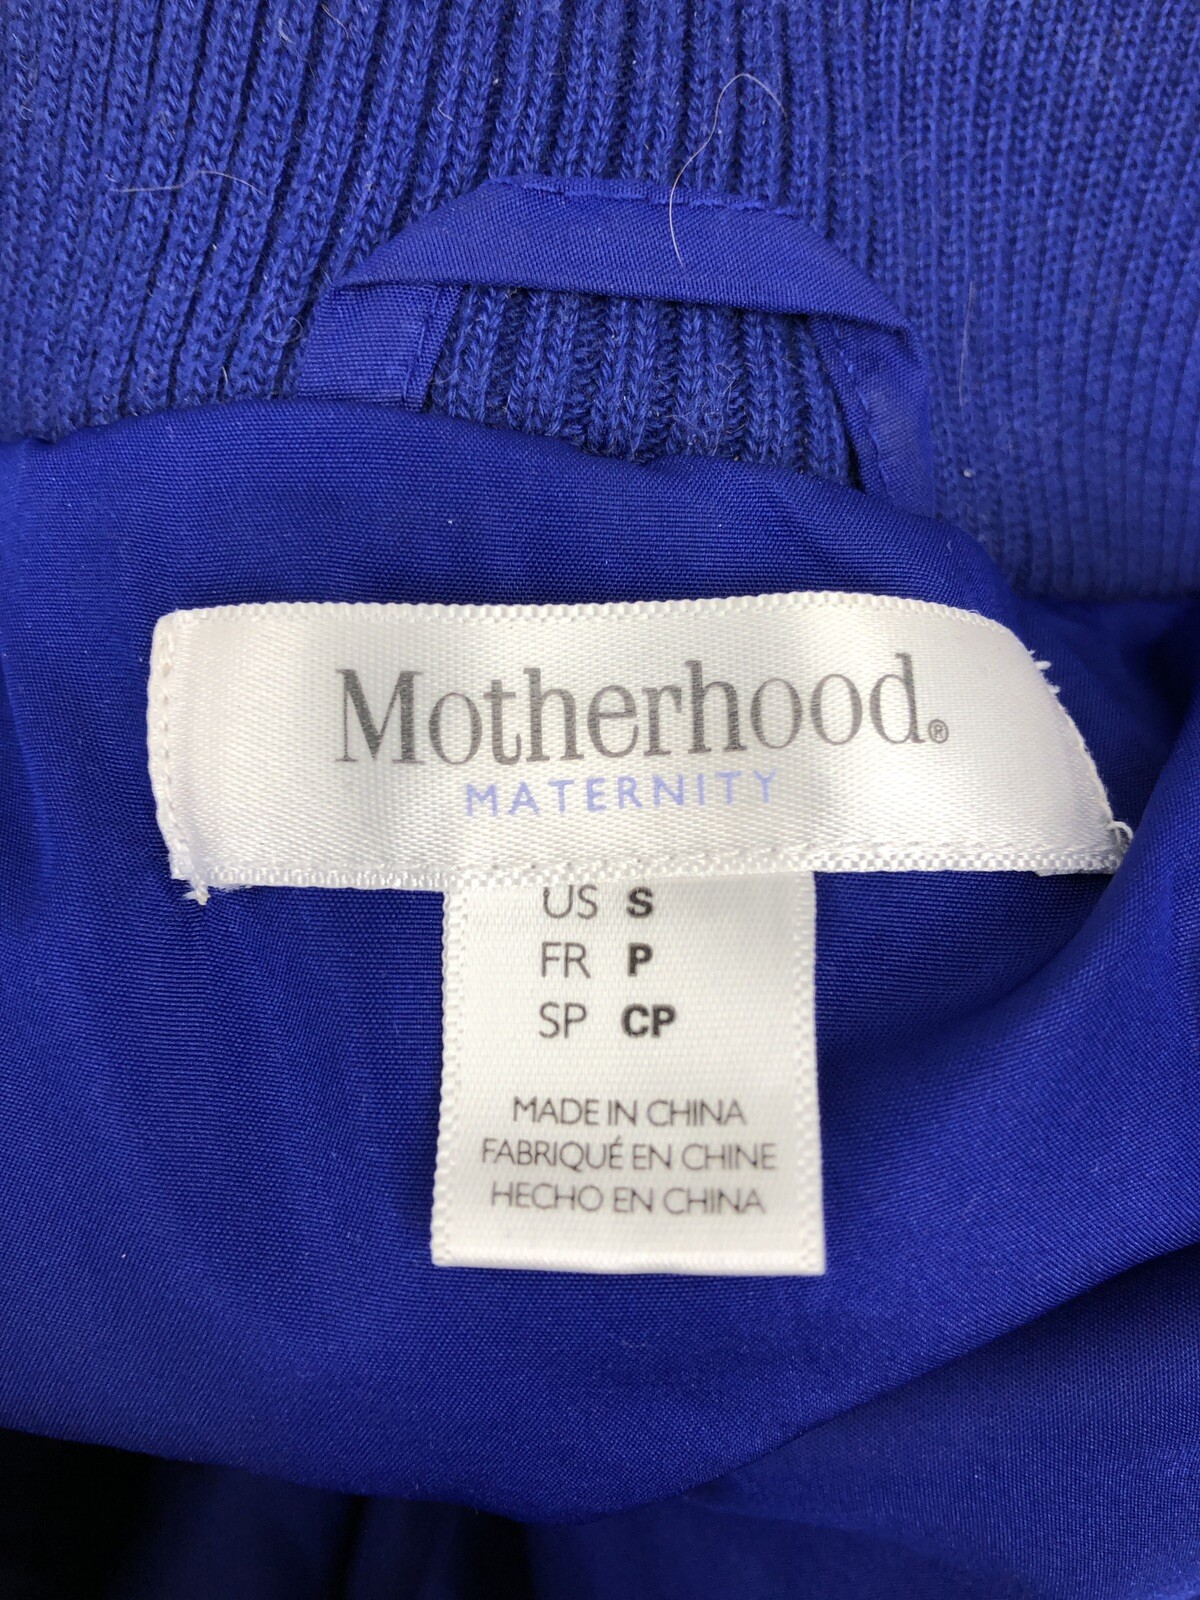 Motherhood®
MATERNITY
US S
FR P
SP CP
MADE IN CHINA
FABRIQUÉ EN CHINE
HECHO EN CHINA